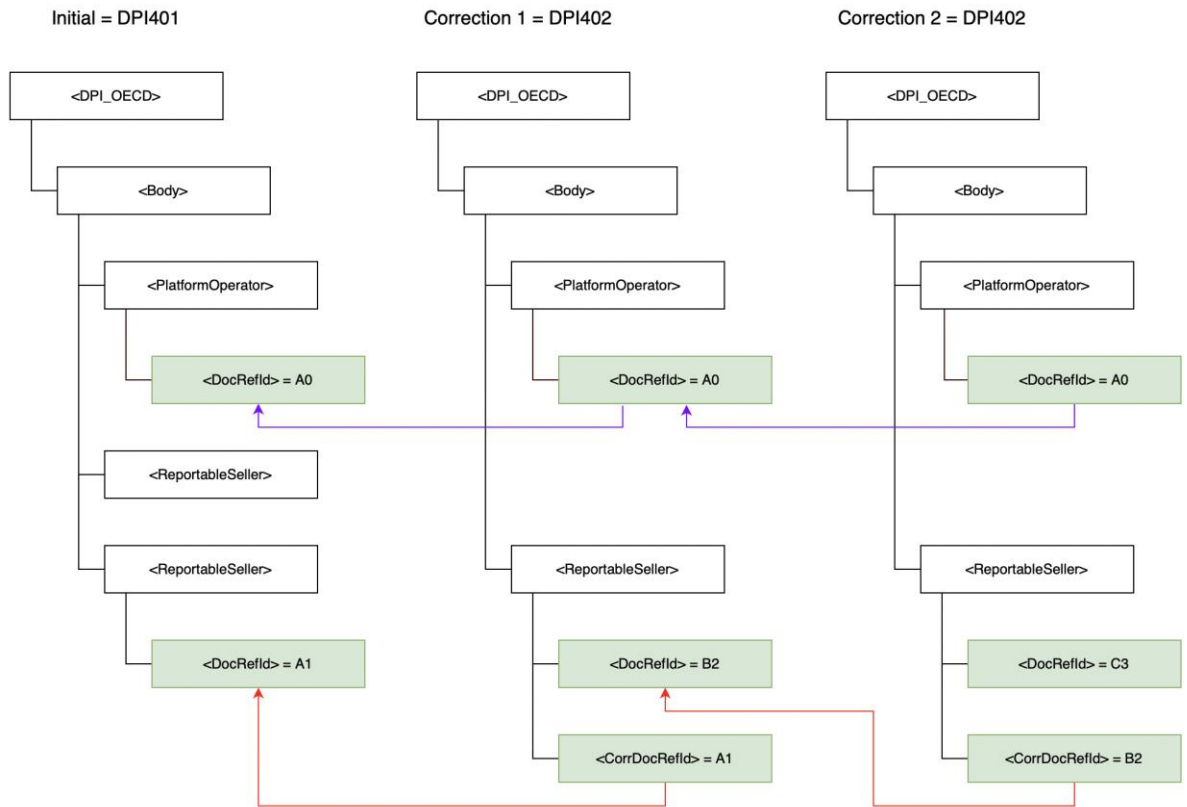 Initial = DPI401
Correction 1 = DPI402
Correction 2 = DPI402
<DPI_OECD>
<DPI_OECD>
<DPI_OECD>
<Body>
<Body>
<Body>
<PlatformOperator>
<PlatformOperator>
<PlatformOperator>
<DocRefId> = A0
<DocRefId> = A0
<DocRefId> = A0
<ReportableSeller>
<ReportableSeller>
<ReportableSeller>
<ReportableSeller>
<DocRefId> = A1
<DocRefId> = B2
<DocRefId> = C3
<CorrDocRefId> = A1
<CorrDocRefId> = B2